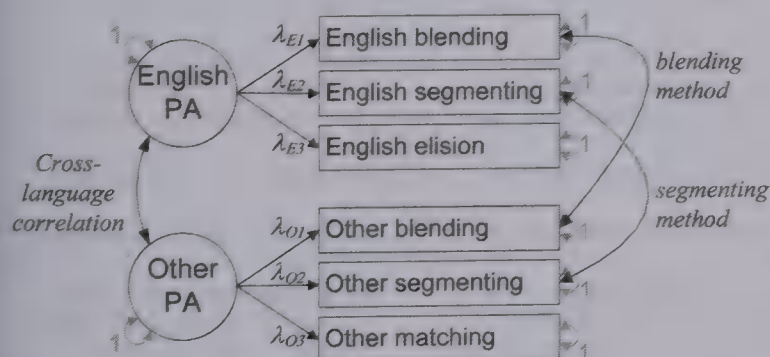 1
English
PA
λE1
λE2
λE3
English blending
1
English segmenting
1
English elision
1
blending
method
segmenting
method
Cross-
language
correlation
Other
PA
1
λO1
λO2
λO3
Other blending
1
Other segmenting
1
Other matching
1